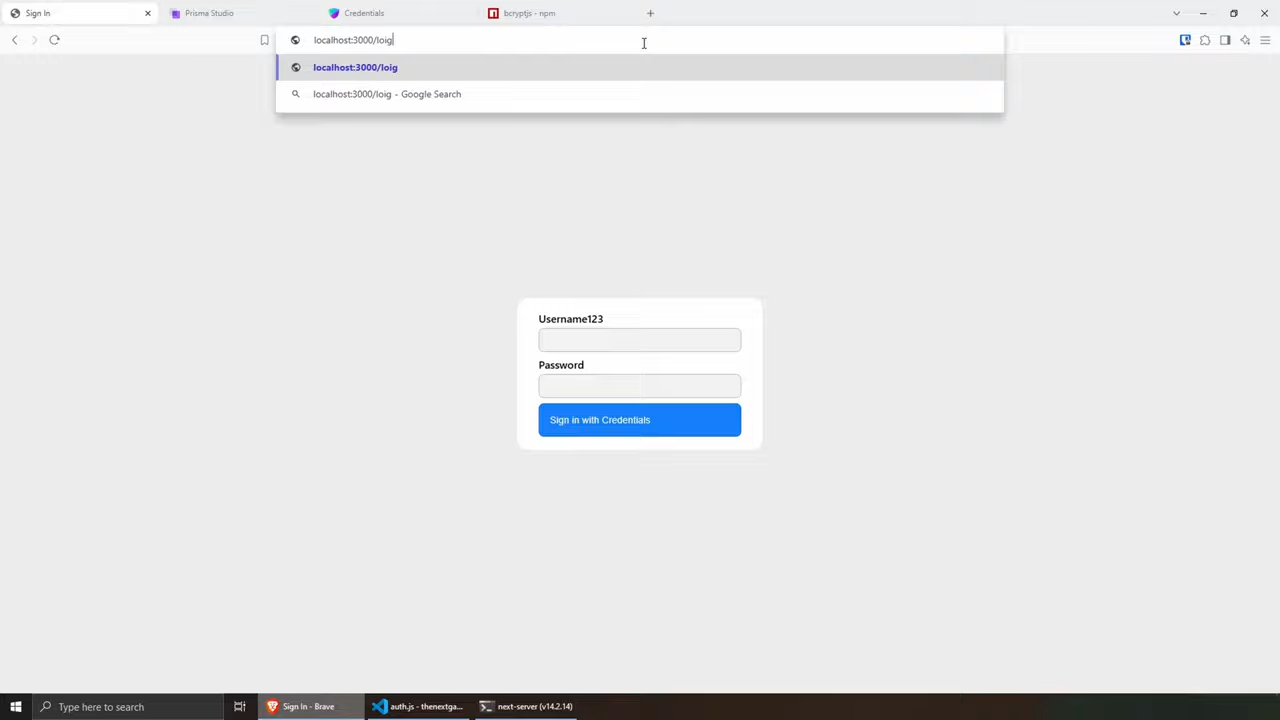 Sign In
Prisma Studio
Credentials
bcryptjs - npm
localhost:3000/loig
localhost:3000/loig
localhost:3000/loig - Google Search
Username123
Password
Sign in with Credentials
Type here to search
Sign In - Brave
auth.js - thenextga...
next-server (v14.2.14)